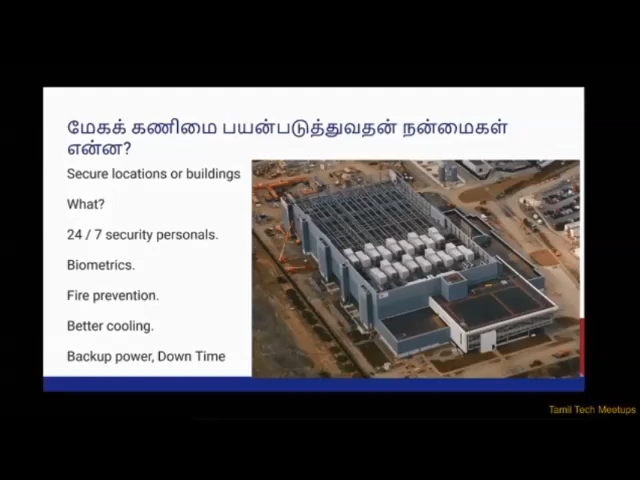 மேகக் கணிமை பயன்படுத்துவதன் நன்மைகள்
என்ன?
Secure locations or buildings
What?
24 / 7 security personals.
Biometrics.
Fire prevention.
Better cooling.
Backup power, Down Time
Tamil Tech Meetups